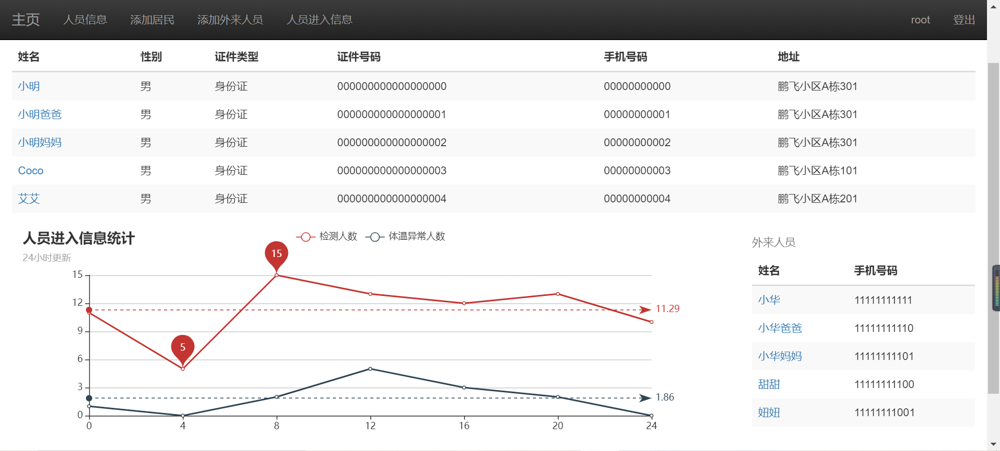 主页 人员信息 添加居民 添加外来人员 人员进入信息 root 登出
姓名 性别 证件类型 证件号码 手机号码 地址
小明 男 身份证 000000000000000000 00000000000 鹏飞小区A栋301
小明爸爸 男 身份证 000000000000000001 00000000001 鹏飞小区A栋301
小明妈妈 男 身份证 000000000000000002 00000000002 鹏飞小区A栋301
Coco 男 身份证 000000000000000003 00000000003 鹏飞小区A栋101
艾艾 男 身份证 000000000000000004 00000000004 鹏飞小区A栋201
人员进入信息统计
24小时更新
检测人数 体温异常人数
15
5
15
12
9
6
3
0
11.29
1.86
0 4 8 12 16 20 24
外来人员
姓名 手机号码
小华 11111111111
小华爸爸 11111111110
小华妈妈 11111111101
甜甜 11111111100
妞妞 11111111001